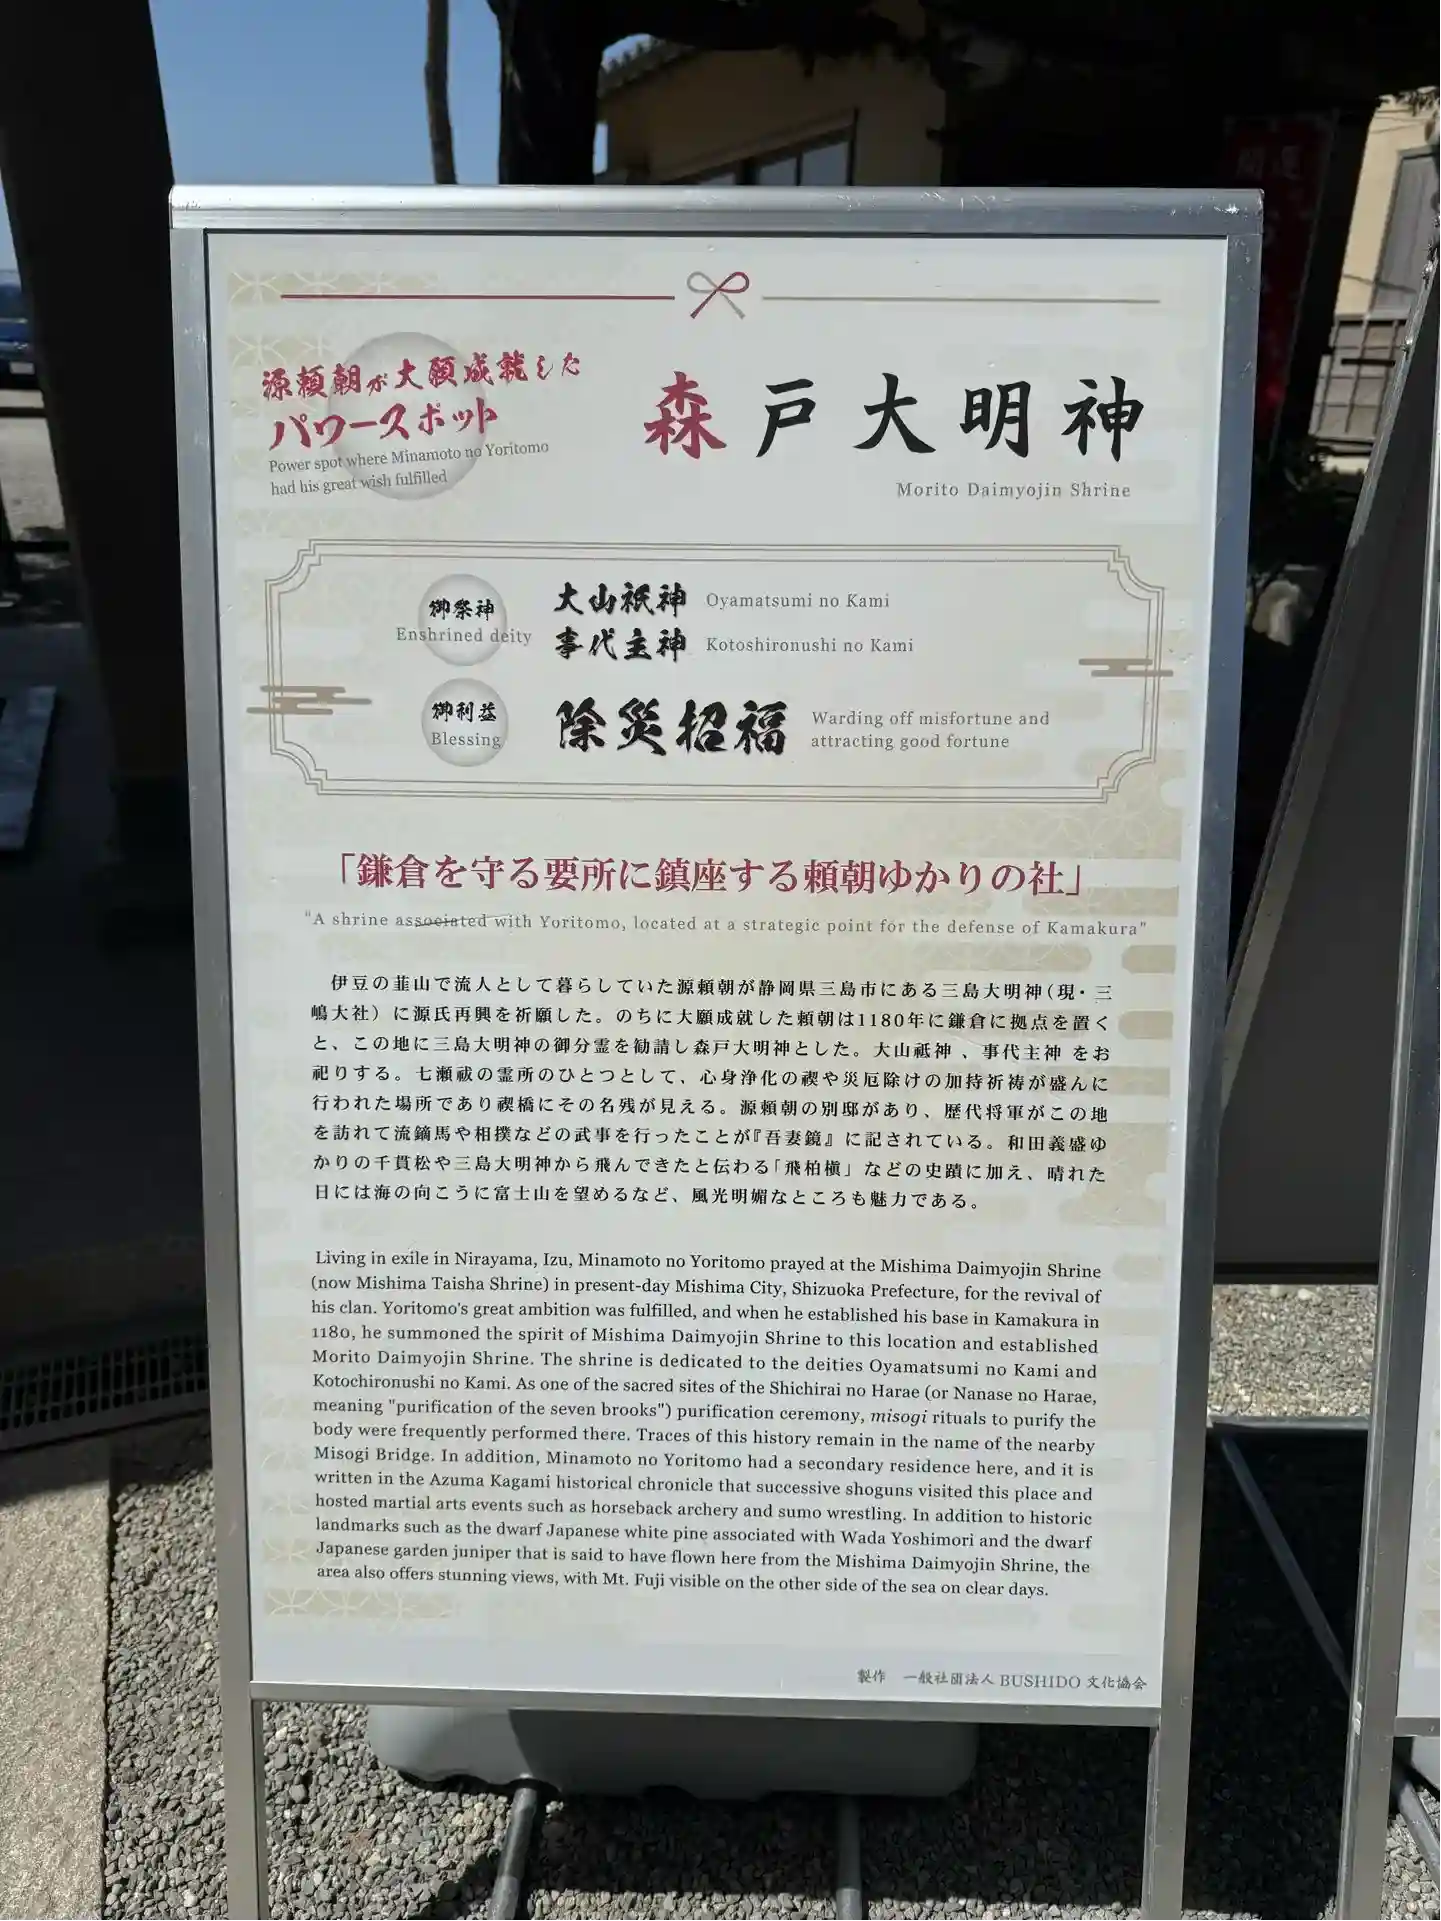 源頼朝が大願成就した
パワースポット
Power spot where Minamoto no Yoritomo
had his great wish fulfilled
森戸大明神
Morito Daimyojin Shrine
御祭神
Enshrined deity
大山祇神 Oyamatsumi no Kami
事代主神 Kotoshironushi no Kami
御利益
Blessing
除災招福
Warding off misfortune and
attracting good fortune
「鎌倉を守る要所に鎮座する頼朝ゆかりの社」
"A shrine associated with Yoritomo, located at a strategic point for the defense of Kamakura"
伊豆の韮山で流人として暮らしていた源頼朝が静岡県三島市にある三島大明神(現・三
嶋大社)に源氏再興を祈願した。のちに大願成就した頼朝は1180年に鎌倉に拠点を置く
と、この地に三島大明神の御分霊を勧請し森戸大明神とした。大山祗神 、事代主神 をお
祀りする。七瀬祓の霊所のひとつとして、心身浄化の禊や災厄除けの加持祈祷が盛んに
行われた場所であり禊橋にその名残が見える。源頼朝の別邸があり、歴代将軍がこの地
を訪れて流鏑馬や相撲などの武事を行ったことが『吾妻鏡』に記されている。和田義盛ゆ
かりの千貫松や三島大明神から飛んできたと伝わる「飛柏槇」などの史蹟に加え、晴れた
日には海の向こうに富士山を望めるなど、風光明媚なところも魅力である。
Living in exile in Nirayama, Izu, Minamoto no Yoritomo prayed at the Mishima Daimyojin Shrine
(now Mishima Taisha Shrine) in present-day Mishima City, Shizuoka Prefecture, for the revival of
his clan. Yoritomo's great ambition was fulfilled, and when he established his base in Kamakura in
1180, he summoned the spirit of Mishima Daimyojin Shrine to this location and established
Morito Daimyojin Shrine. The shrine is dedicated to the deities Oyamatsumi no Kami and
Kotochironushi no Kami. As one of the sacred sites of the Shichirai no Harae (or Nanase no Harae,
meaning "purification of the seven brooks") purification ceremony, misogi rituals to purify the
body were frequently performed there. Traces of this history remain in the name of the nearby
Misogi Bridge. In addition, Minamoto no Yoritomo had a secondary residence here, and it is
written in the Azuma Kagami historical chronicle that successive shoguns visited this place and
hosted martial arts events such as horseback archery and sumo wrestling. In addition to historic
landmarks such as the dwarf Japanese white pine associated with Wada Yoshimori and the dwarf
Japanese garden juniper that is said to have flown here from the Mishima Daimyojin Shrine, the
area also offers stunning views, with Mt. Fuji visible on the other side of the sea on clear days.
製作 一般社団法人 BUSHIDO 文化協会